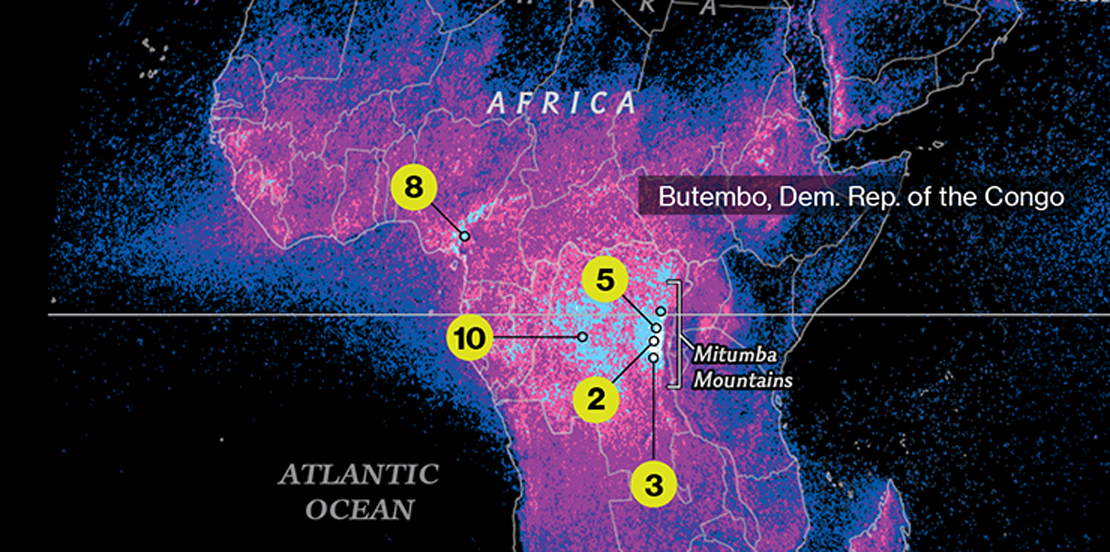 A R A
AFRICA
8
Butembo, Dem. Rep. of the Congo
5
10
Mitumba
Mountains
2
3
ATLANTIC
OCEAN